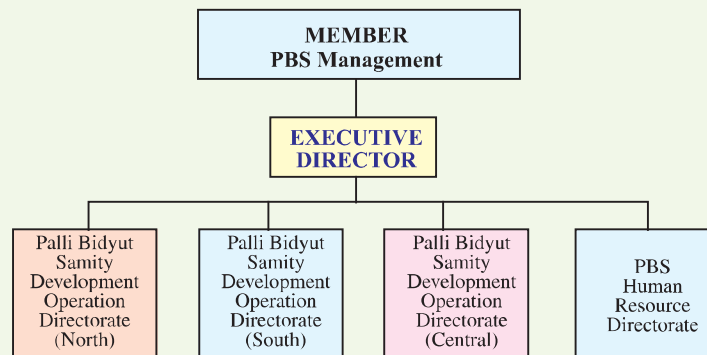 MEMBER
PBS Management
EXECUTIVE
DIRECTOR
Palli Bidyut
Samity
Development
Operation
Directorate
(North)
Palli Bidyut
Samity
Development
Operation
Directorate
(South)
Palli Bidyut
Samity
Development
Operation
Directorate
(Central)
PBS
Human
Resource
Directorate